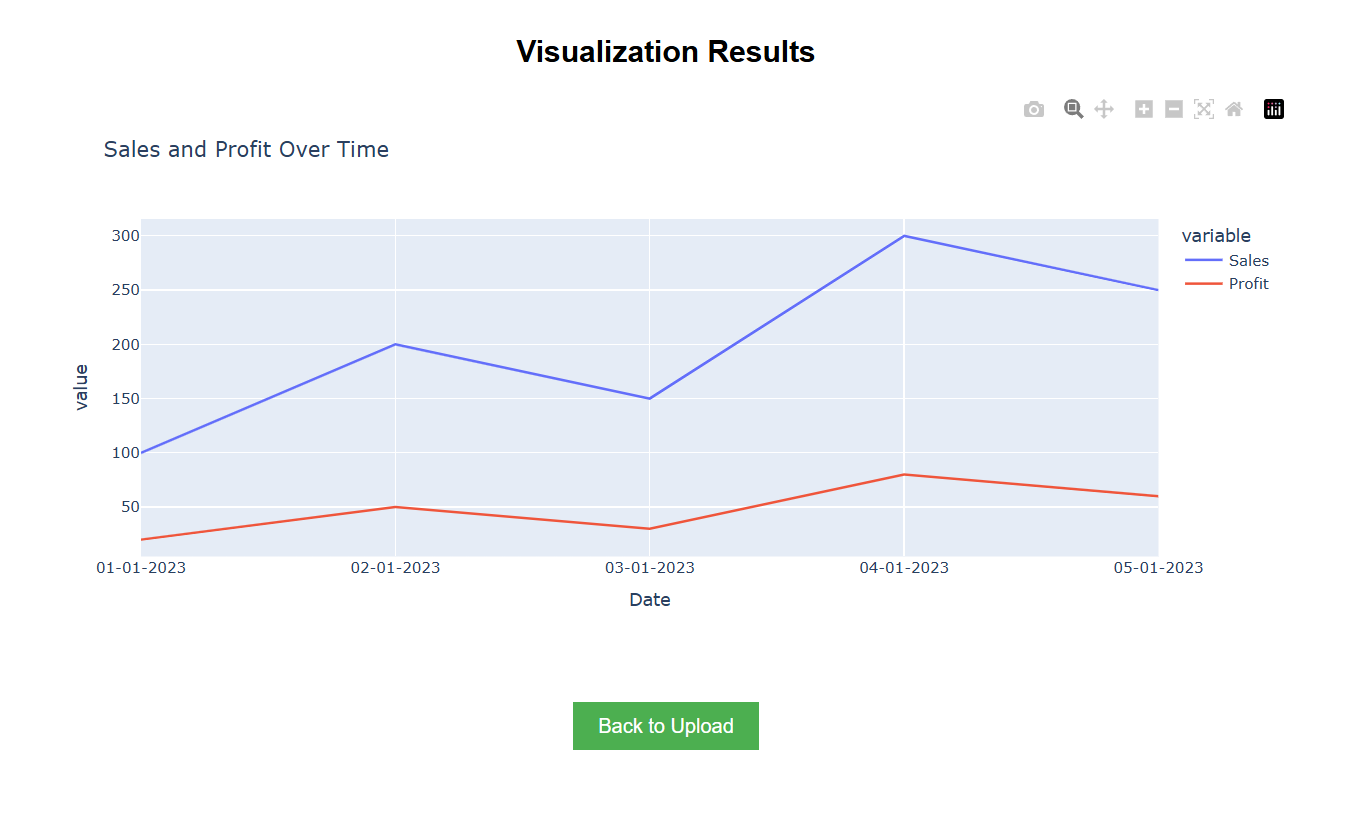 Visualization Results
Sales and Profit Over Time
300
250
200
150
100
50
value
01-01-2023 02-01-2023 03-01-2023 04-01-2023 05-01-2023
Date
variable
Sales
Profit
Back to Upload